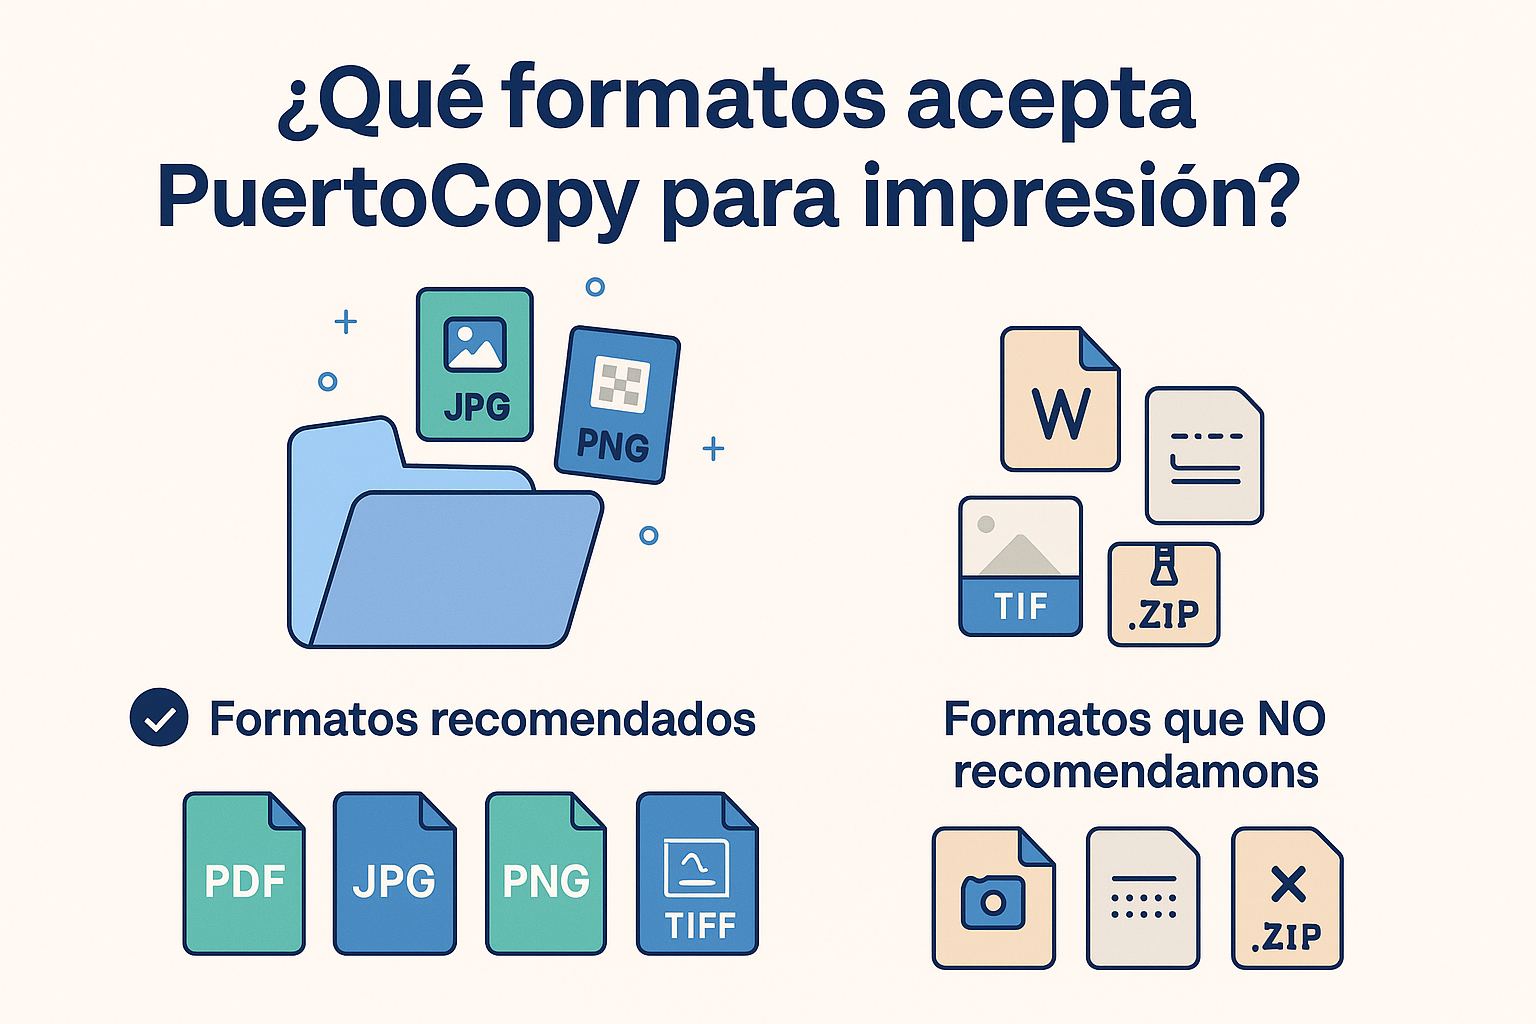 ¿Qué formatos acepta
PuertoCopy para impresión?
JPG
PNG
W
TIF
.ZIP
Formatos recomendados
PDF
JPG
PNG
TIFF
Formatos que NO
recomendamons
.ZIP